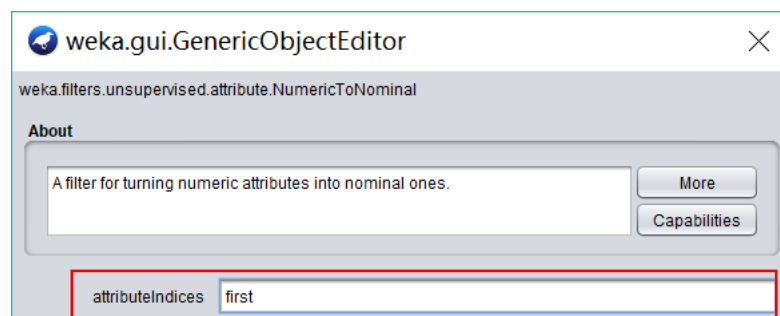 weka.gui.GenericObjectEditor
weka.filters.unsupervised.attribute.NumericToNominal
About
A filter for turning numeric attributes into nominal ones.
More
Capabilities
attributeIndices first